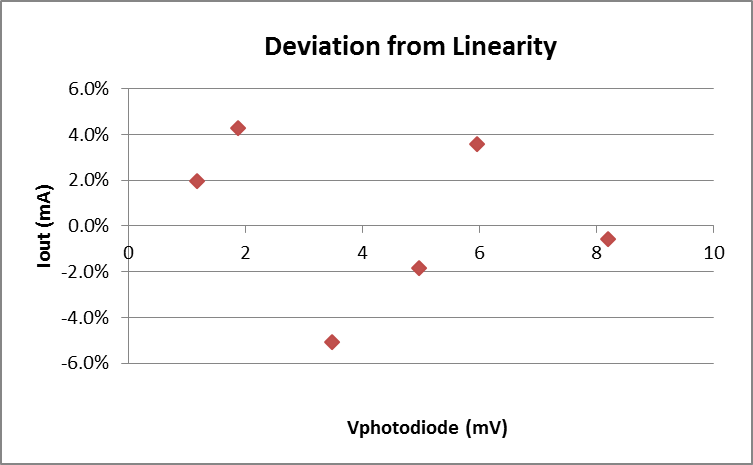 Deviation from Linearity
6.0%
4.0%
2.0%
0.0%
-2.0%
-4.0%
-6.0%
Iout (mA)
0 2 4 6 8 10
Vphotodiode (mV)